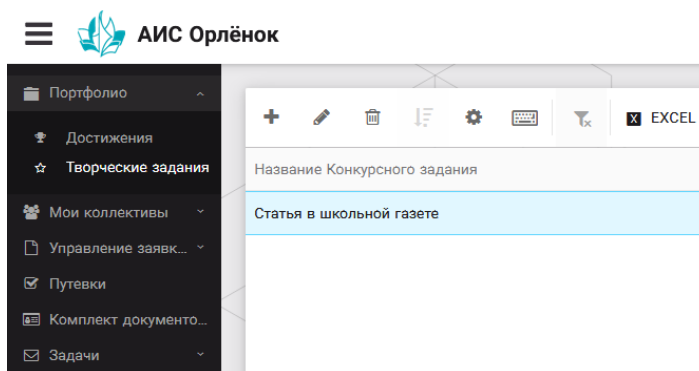 АИС Орлёнок
Портфолио
Достижения
Творческие задания
Мои коллективы
Управление заявк...
Путевки
Комплект документо...
Задачи
X EXCEL
Название Конкурсного задания
Статья в школьной газете